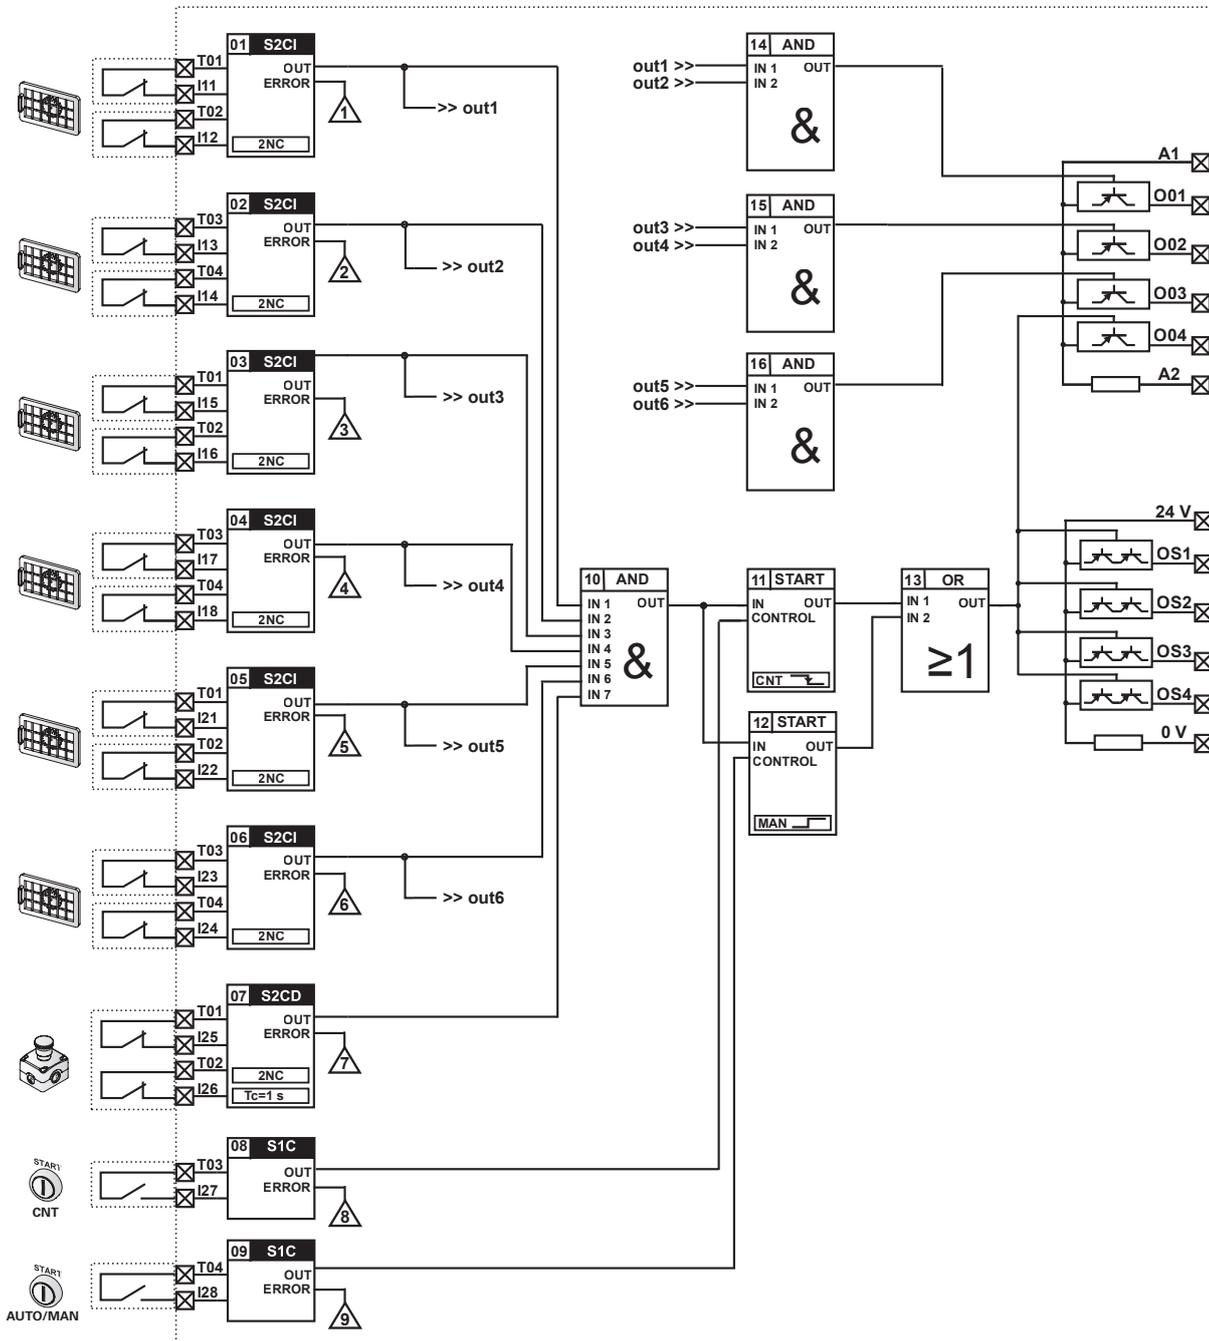 01 S2CI
T01
OUT
ERROR
I11
1
>> out1
T02
I12
2NC
02 S2CI
T03
OUT
ERROR
I13
2
>> out2
T04
I14
2NC
03 S2CI
T01
OUT
ERROR
I15
3
>> out3
T02
I16
2NC
04 S2CI
T03
OUT
ERROR
I17
4
>> out4
T04
I18
2NC
05 S2CI
T01
OUT
ERROR
I21
5
>> out5
T02
I22
2NC
06 S2CI
T03
OUT
ERROR
I23
6
>> out6
T04
I24
2NC
07 S2CD
T01
OUT
ERROR
I25
7
T02
2NC
I26
Tc=1 s
08 S1C
START
T03
OUT
ERROR
I27
8
CNT
09 S1C
START
T04
OUT
ERROR
I28
9
AUTO/MAN
10 AND
IN 1 OUT
IN 2
IN 3
IN 4
IN 5
IN 6
IN 7
&
11 START
IN OUT
CONTROL
CNT
12 START
IN OUT
CONTROL
MAN
13 OR
IN 1 OUT
IN 2
≥1
14 AND
out1 >> IN 1 OUT
out2 >> IN 2
&
15 AND
out3 >> IN 1 OUT
out4 >> IN 2
&
16 AND
out5 >> IN 1 OUT
out6 >> IN 2
&
A1
O01
O02
O03
O04
A2
24 V
OS1
OS2
OS3
OS4
0 V